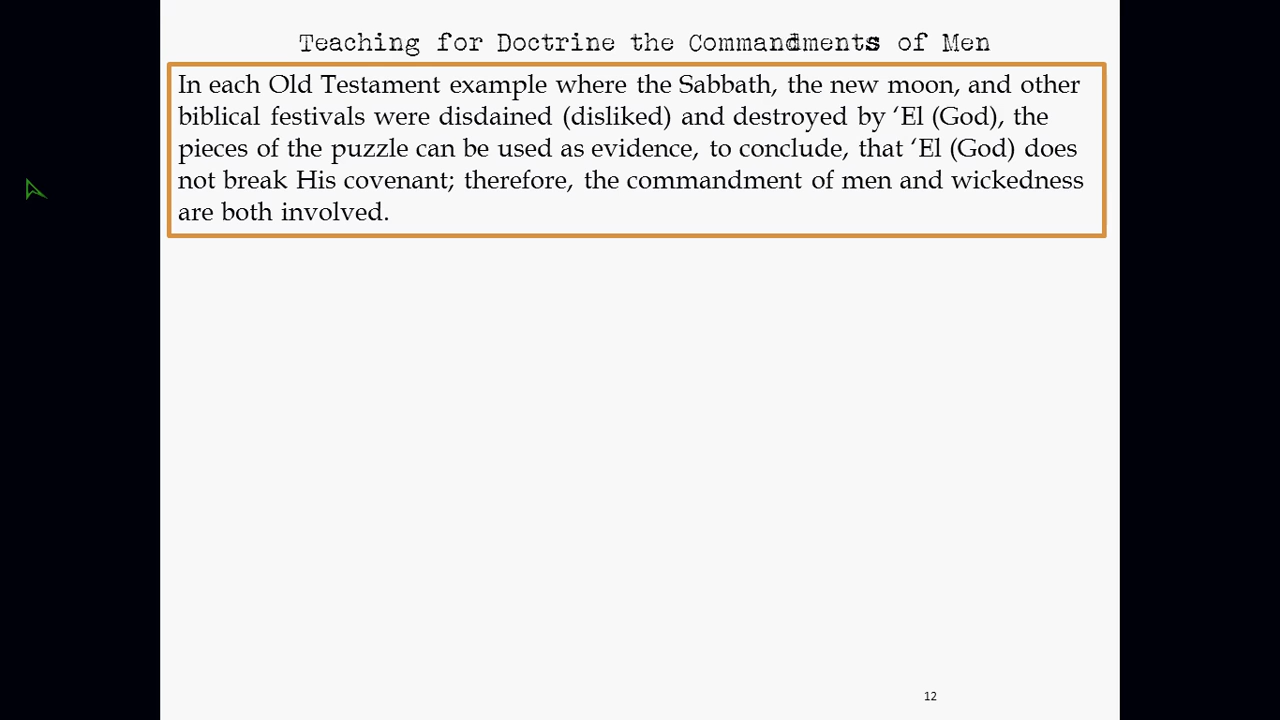 Teaching for Doctrine the Commandments of Men
In each Old Testament example where the Sabbath, the new moon, and other
biblical festivals were disdained (disliked) and destroyed by ‘El (God), the
pieces of the puzzle can be used as evidence, to conclude, that ‘El (God) does
not break His covenant; therefore, the commandment of men and wickedness
are both involved.
12